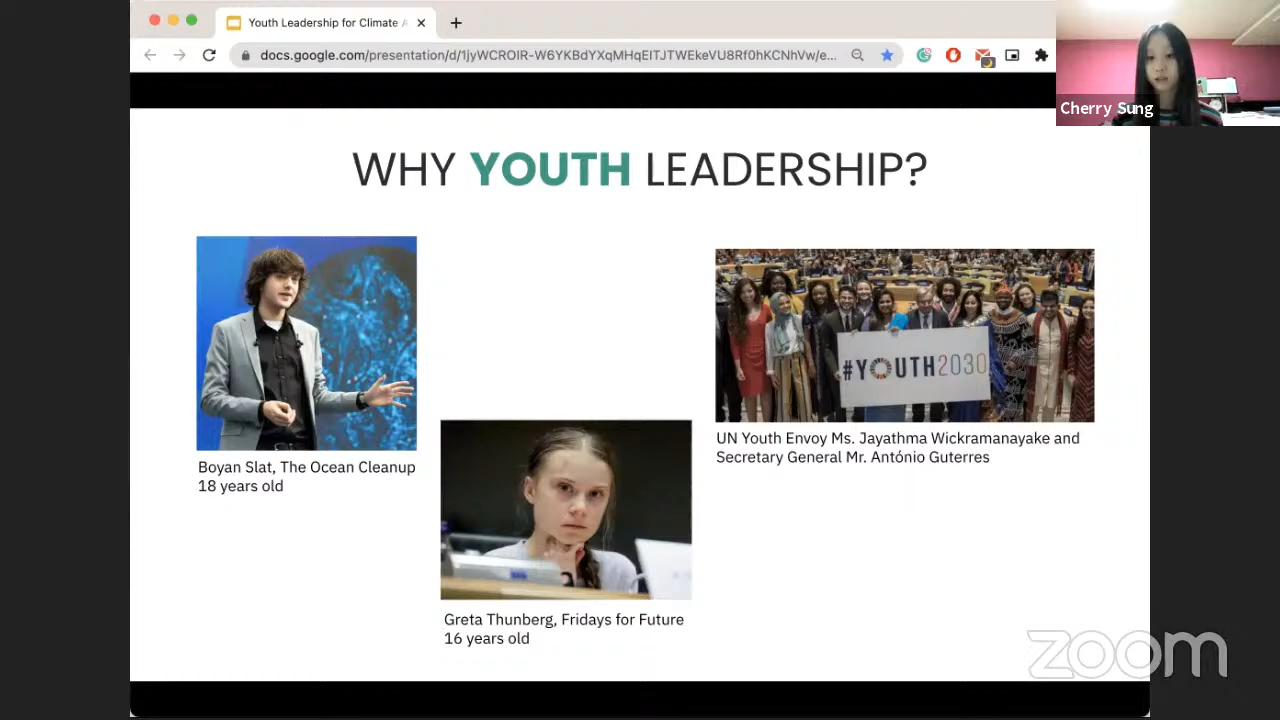 Youth Leadership for Climate A
docs.google.com/presentation/d/1jyWCROIR-W6YKBdYXqMHqEITJTWEkeVU8Rf0hKCNhVw/e...
Cherry Sung
WHY YOUTH LEADERSHIP?
#YOUTH2030
Boyan Slat, The Ocean Cleanup
18 years old
UN Youth Envoy Ms. Jayathma Wickramanayake and
Secretary General Mr. António Guterres
Greta Thunberg, Fridays for Future
16 years old
zoom